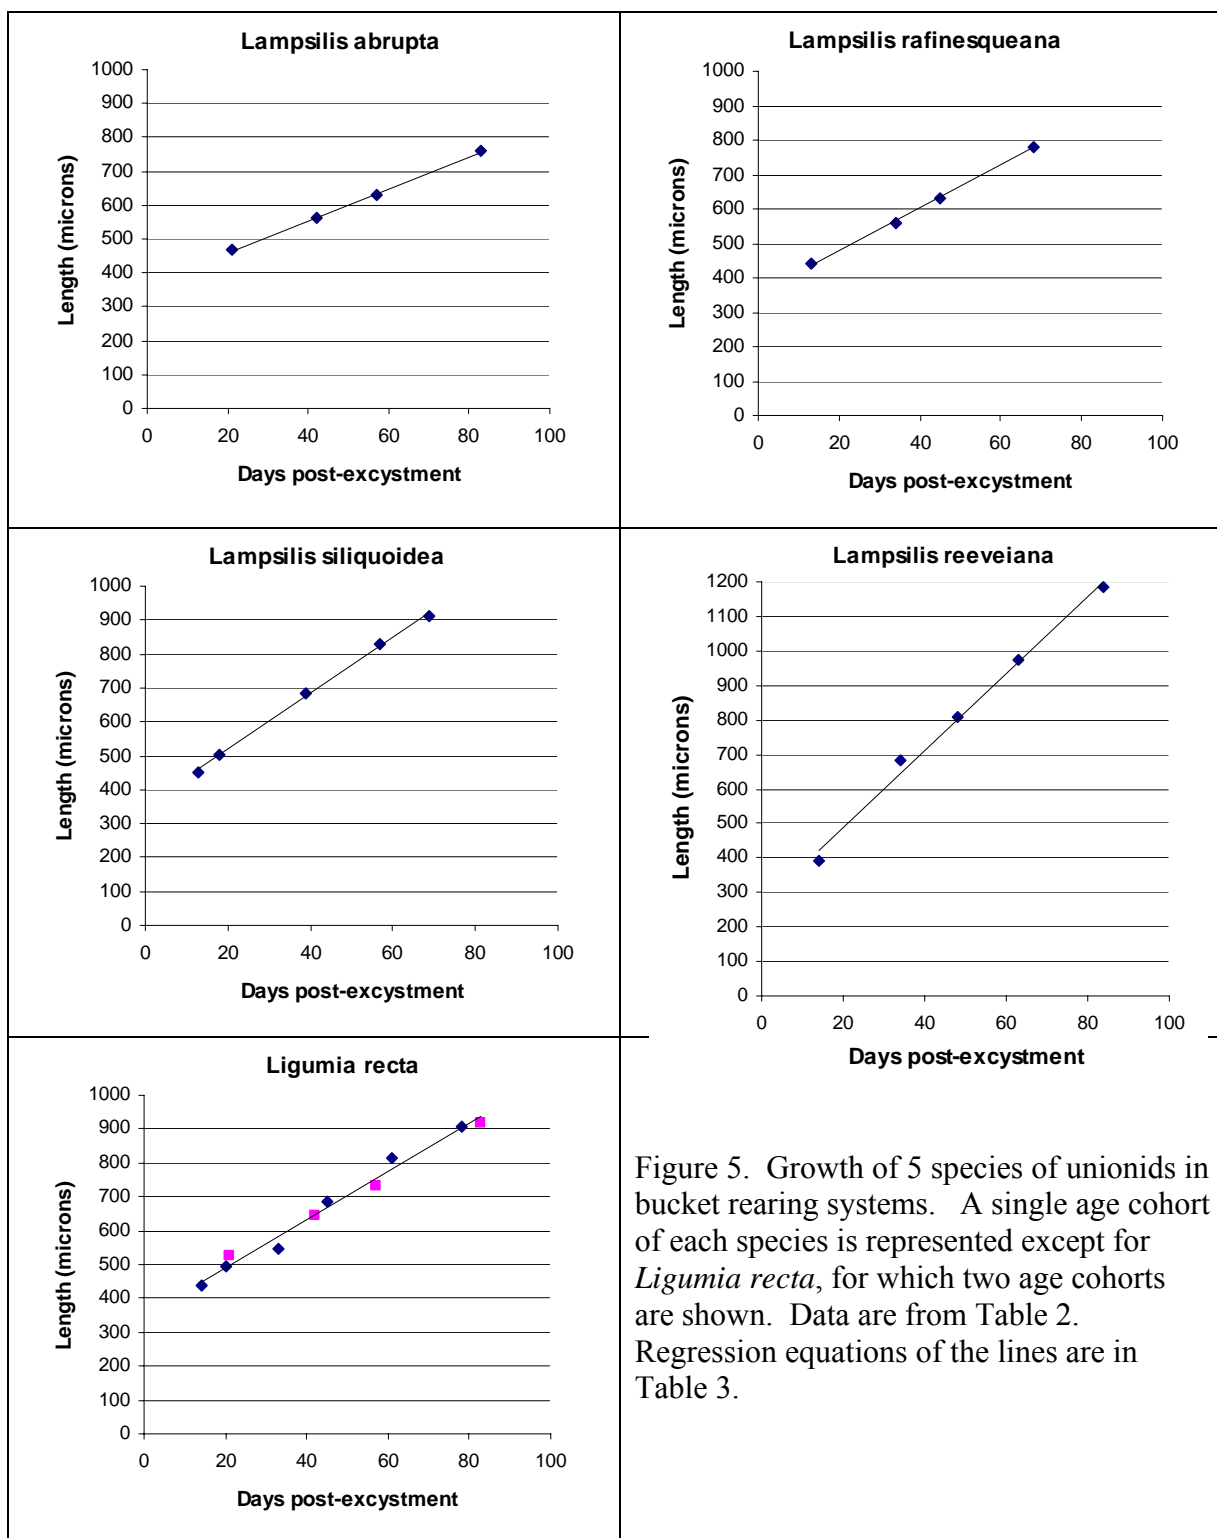 Lampsilis abrupta
1000
900
800
700
600
500
400
300
200
100
0
Length (microns)
0 20 40 60 80 100
Days post-excystment
Lampsilis rafinesqueana
1000
900
800
700
600
500
400
300
200
100
0
Length (microns)
0 20 40 60 80 100
Days post-excystment
Lampsilis siliquoidea
1000
900
800
700
600
500
400
300
200
100
0
Length (microns)
0 20 40 60 80 100
Days post-excystment
Lampsilis reeveiana
1200
1100
1000
900
800
700
600
500
400
300
200
100
0
Length (microns)
0 20 40 60 80 100
Days post-excystment
Ligumia recta
1000
900
800
700
600
500
400
300
200
100
0
Length (microns)
0 20 40 60 80 100
Days post-excystment
Figure 5. Growth of 5 species of unionids in
bucket rearing systems. A single age cohort
of each species is represented except for
Ligumia recta, for which two age cohorts
are shown. Data are from Table 2.
Regression equations of the lines are in
Table 3.